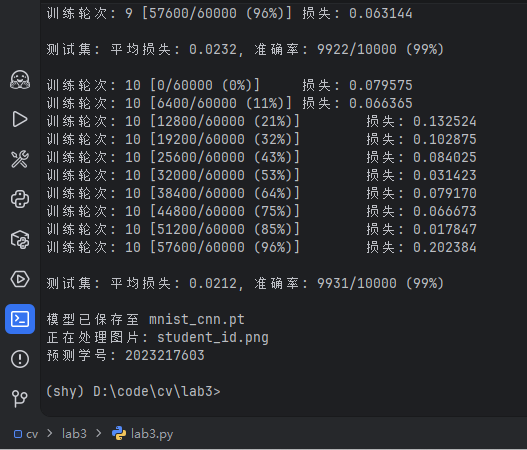 训练轮次: 9 [57600/60000 (96%)] 损失: 0.063144
测试集: 平均损失: 0.0232, 准确率: 9922/10000 (99%)
训练轮次: 10 [0/60000 (0%)] 损失: 0.079575
训练轮次: 10 [6400/60000 (11%)] 损失: 0.066365
训练轮次: 10 [12800/60000 (21%)] 损失: 0.132524
训练轮次: 10 [19200/60000 (32%)] 损失: 0.102875
训练轮次: 10 [25600/60000 (43%)] 损失: 0.084025
训练轮次: 10 [32000/60000 (53%)] 损失: 0.031423
训练轮次: 10 [38400/60000 (64%)] 损失: 0.079170
训练轮次: 10 [44800/60000 (75%)] 损失: 0.066673
训练轮次: 10 [51200/60000 (85%)] 损失: 0.017847
训练轮次: 10 [57600/60000 (96%)] 损失: 0.202384
测试集: 平均损失: 0.0212, 准确率: 9931/10000 (99%)
模型已保存至 mnist_cnn.pt
正在处理图片: student_id.png
预测学号: 2023217603
(shy) D:\code\cv\lab3>
cv > lab3 > lab3.py